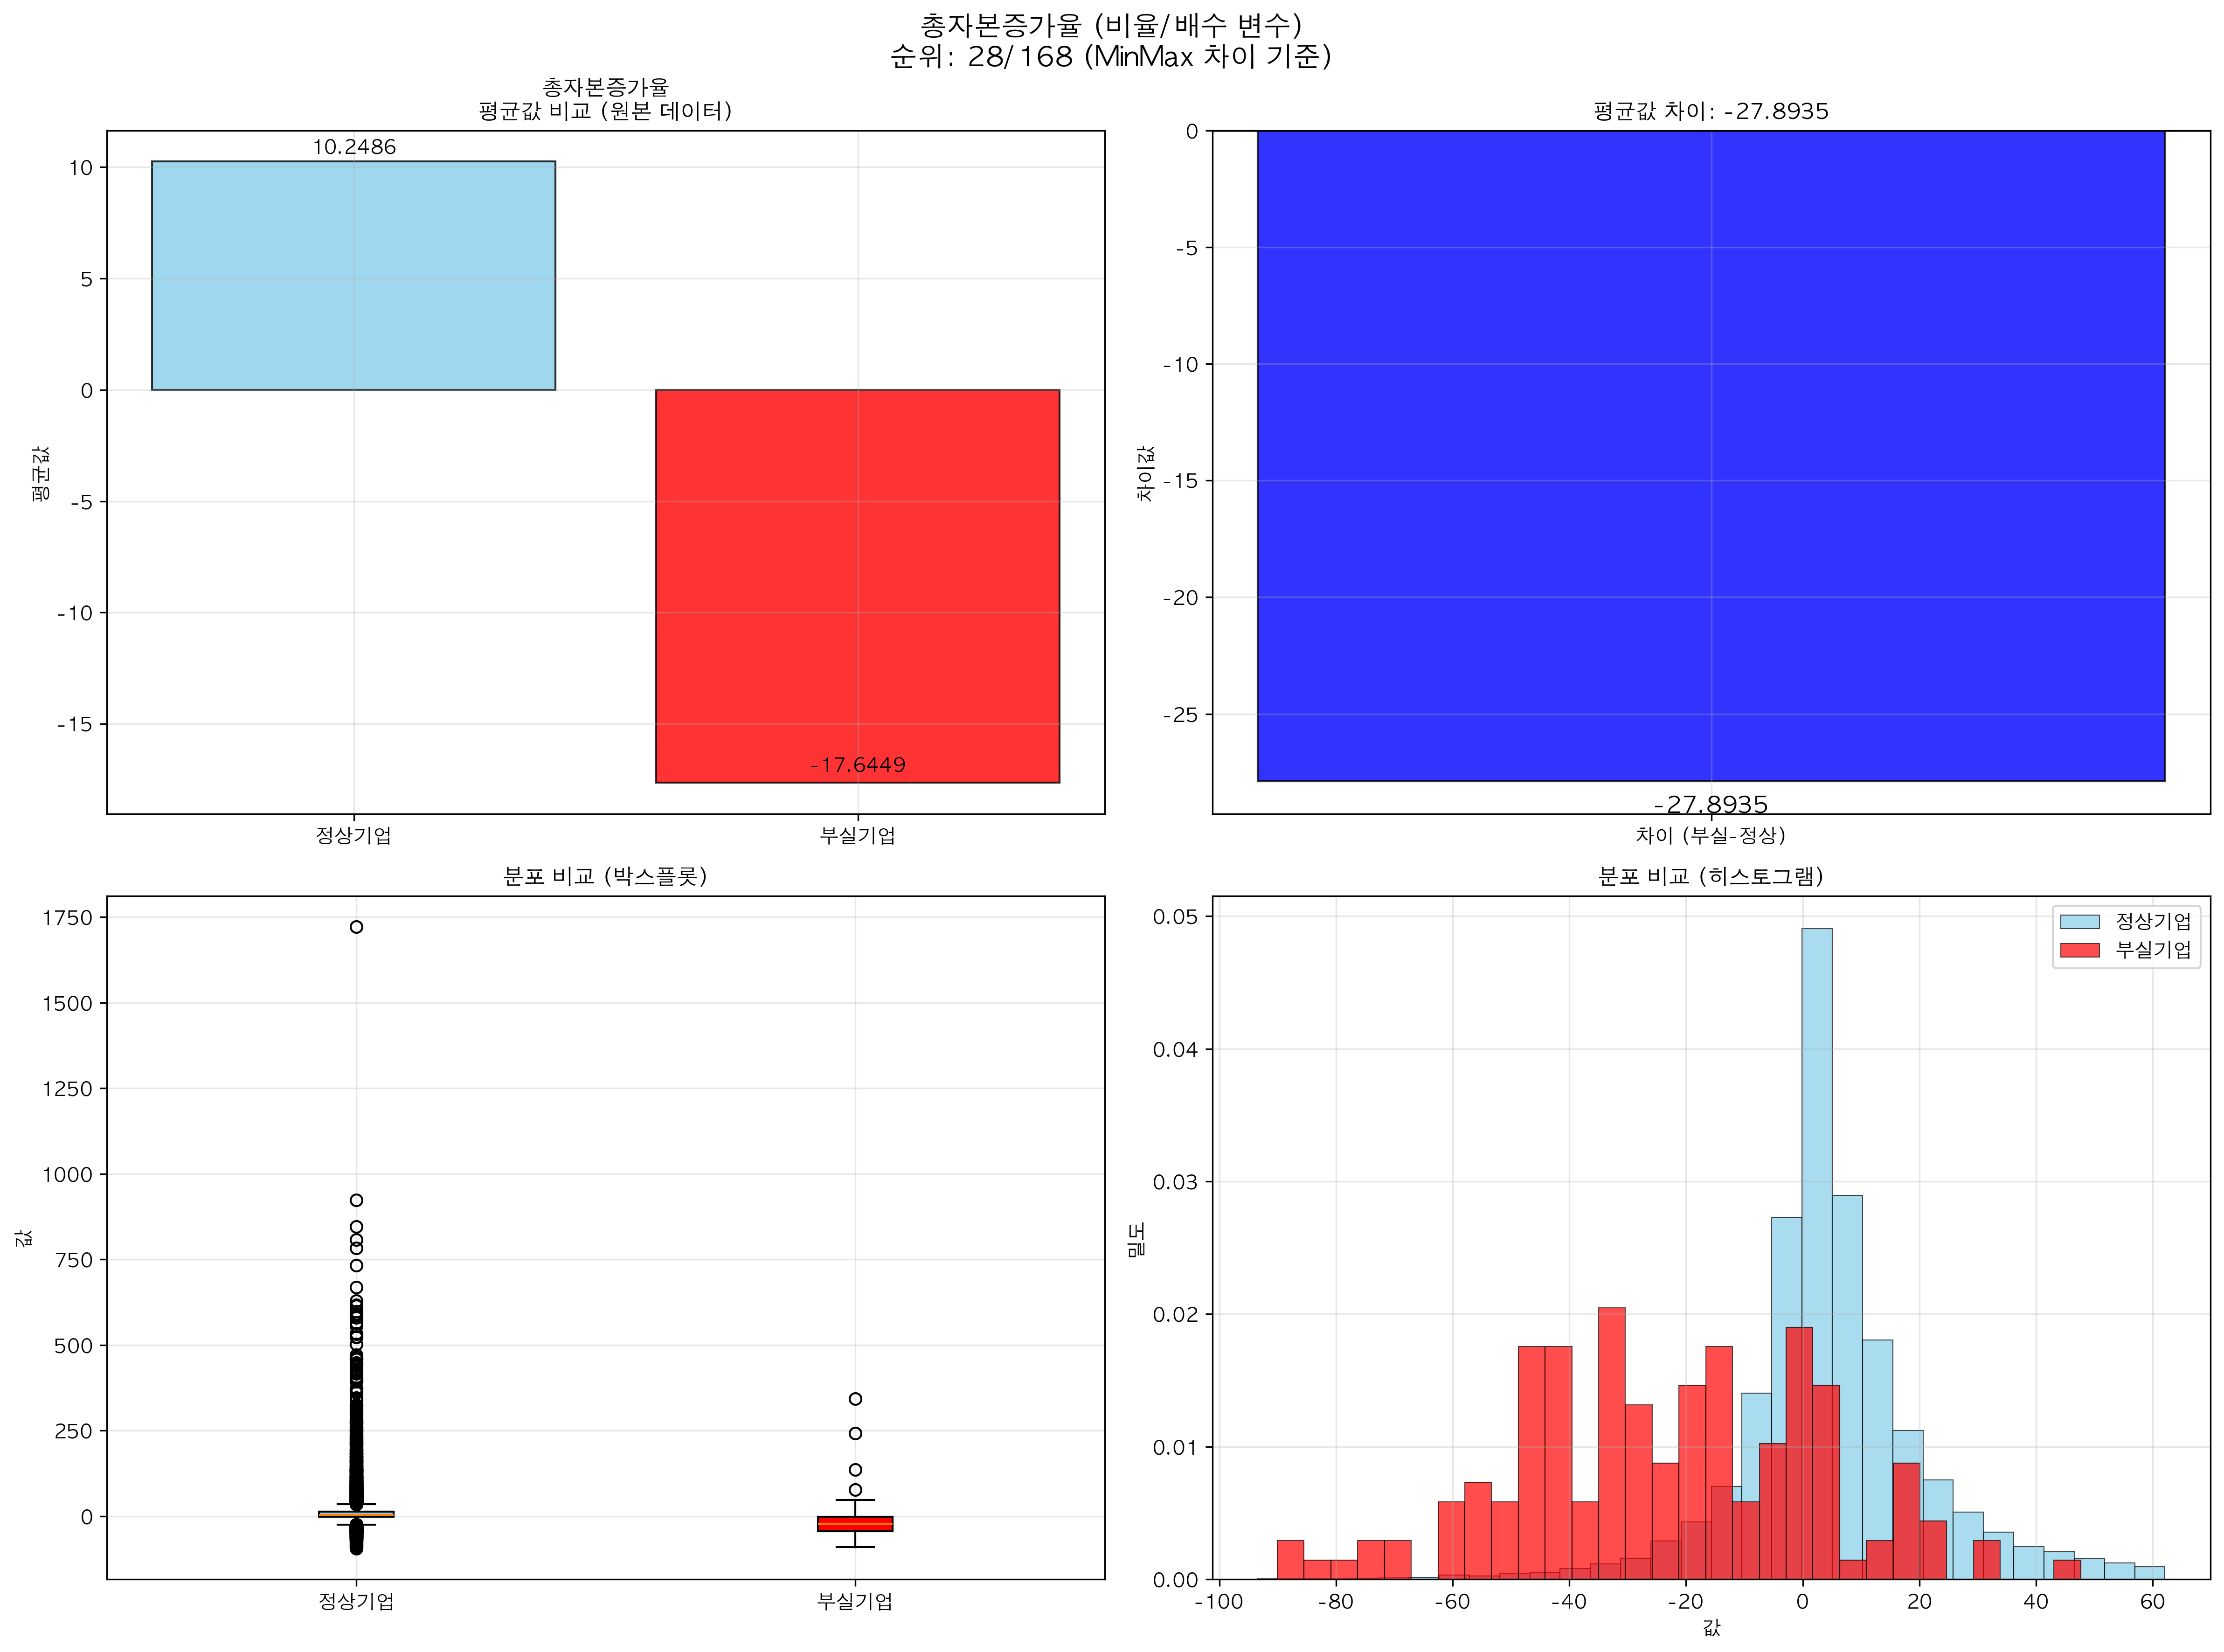 총자본증가율 (비율/배수 변수)
순위: 28/168 (MinMax 차이 기준)
총자본증가율
평균값 비교 (원본 데이터)
10.2486
-17.6449
10
5
0
-5
-10
-15
평균값
정상기업
부실기업
평균값 차이: -27.8935
0
-5
-10
-15
-20
-25
차이값
-27.8935
차이 (부실-정상)
분포 비교 (박스플롯)
1750
1500
1250
1000
750
500
250
0
값
정상기업
부실기업
분포 비교 (히스토그램)
정상기업
부실기업
0.05
0.04
0.03
0.02
0.01
0.00
밀도
-100
-80
-60
-40
-20
0
20
40
60
값